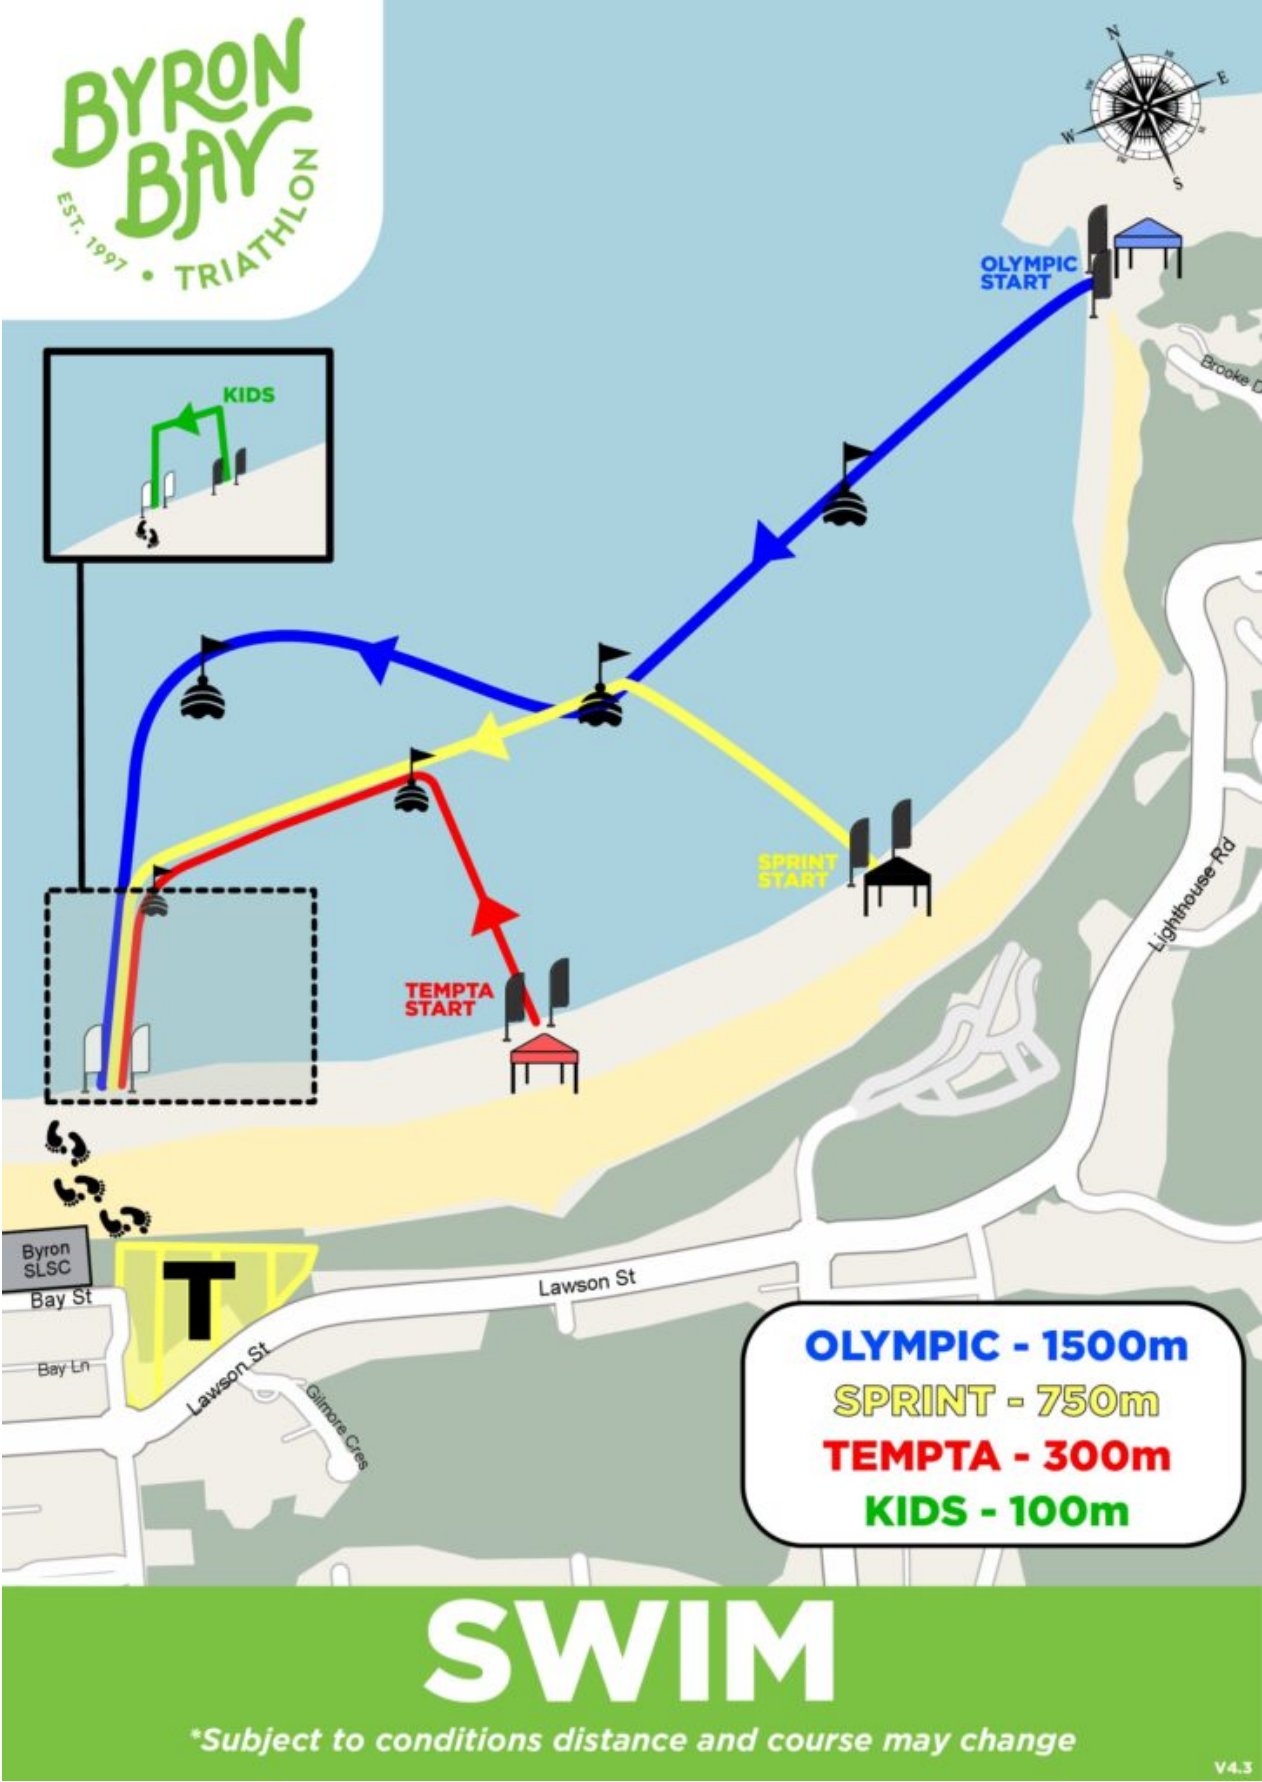 BYRON
BAY
EST. 1997 • TRIATHLON
N
E
S
W
OLYMPIC
START
Brooke D
KIDS
SPRINT
START
Lighthouse Rd
TEMPTA
START
Byron
SLSC
Bay St
T
Lawson St
Bay Ln
Lawson St
Gilmore Cres
OLYMPIC - 1500m
SPRINT - 750m
TEMPTA - 300m
KIDS - 100m
SWIM
*Subject to conditions distance and course may change
V4.3